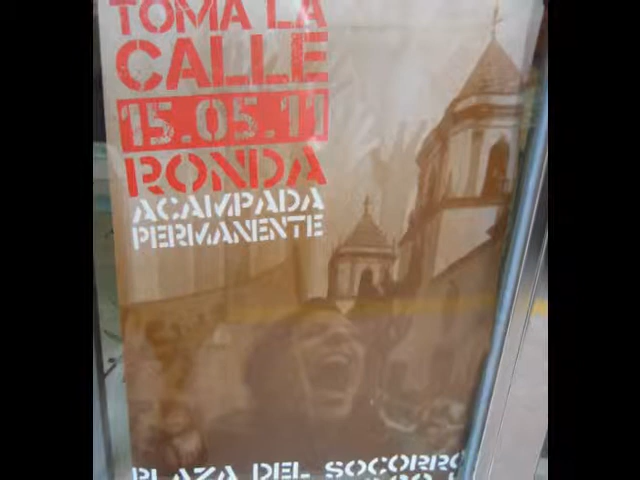 TOMA LA
CALLE
15.05.11
RONDA
ACAMPADA
PERMANENTE
PLAZA DEL SOCORRO